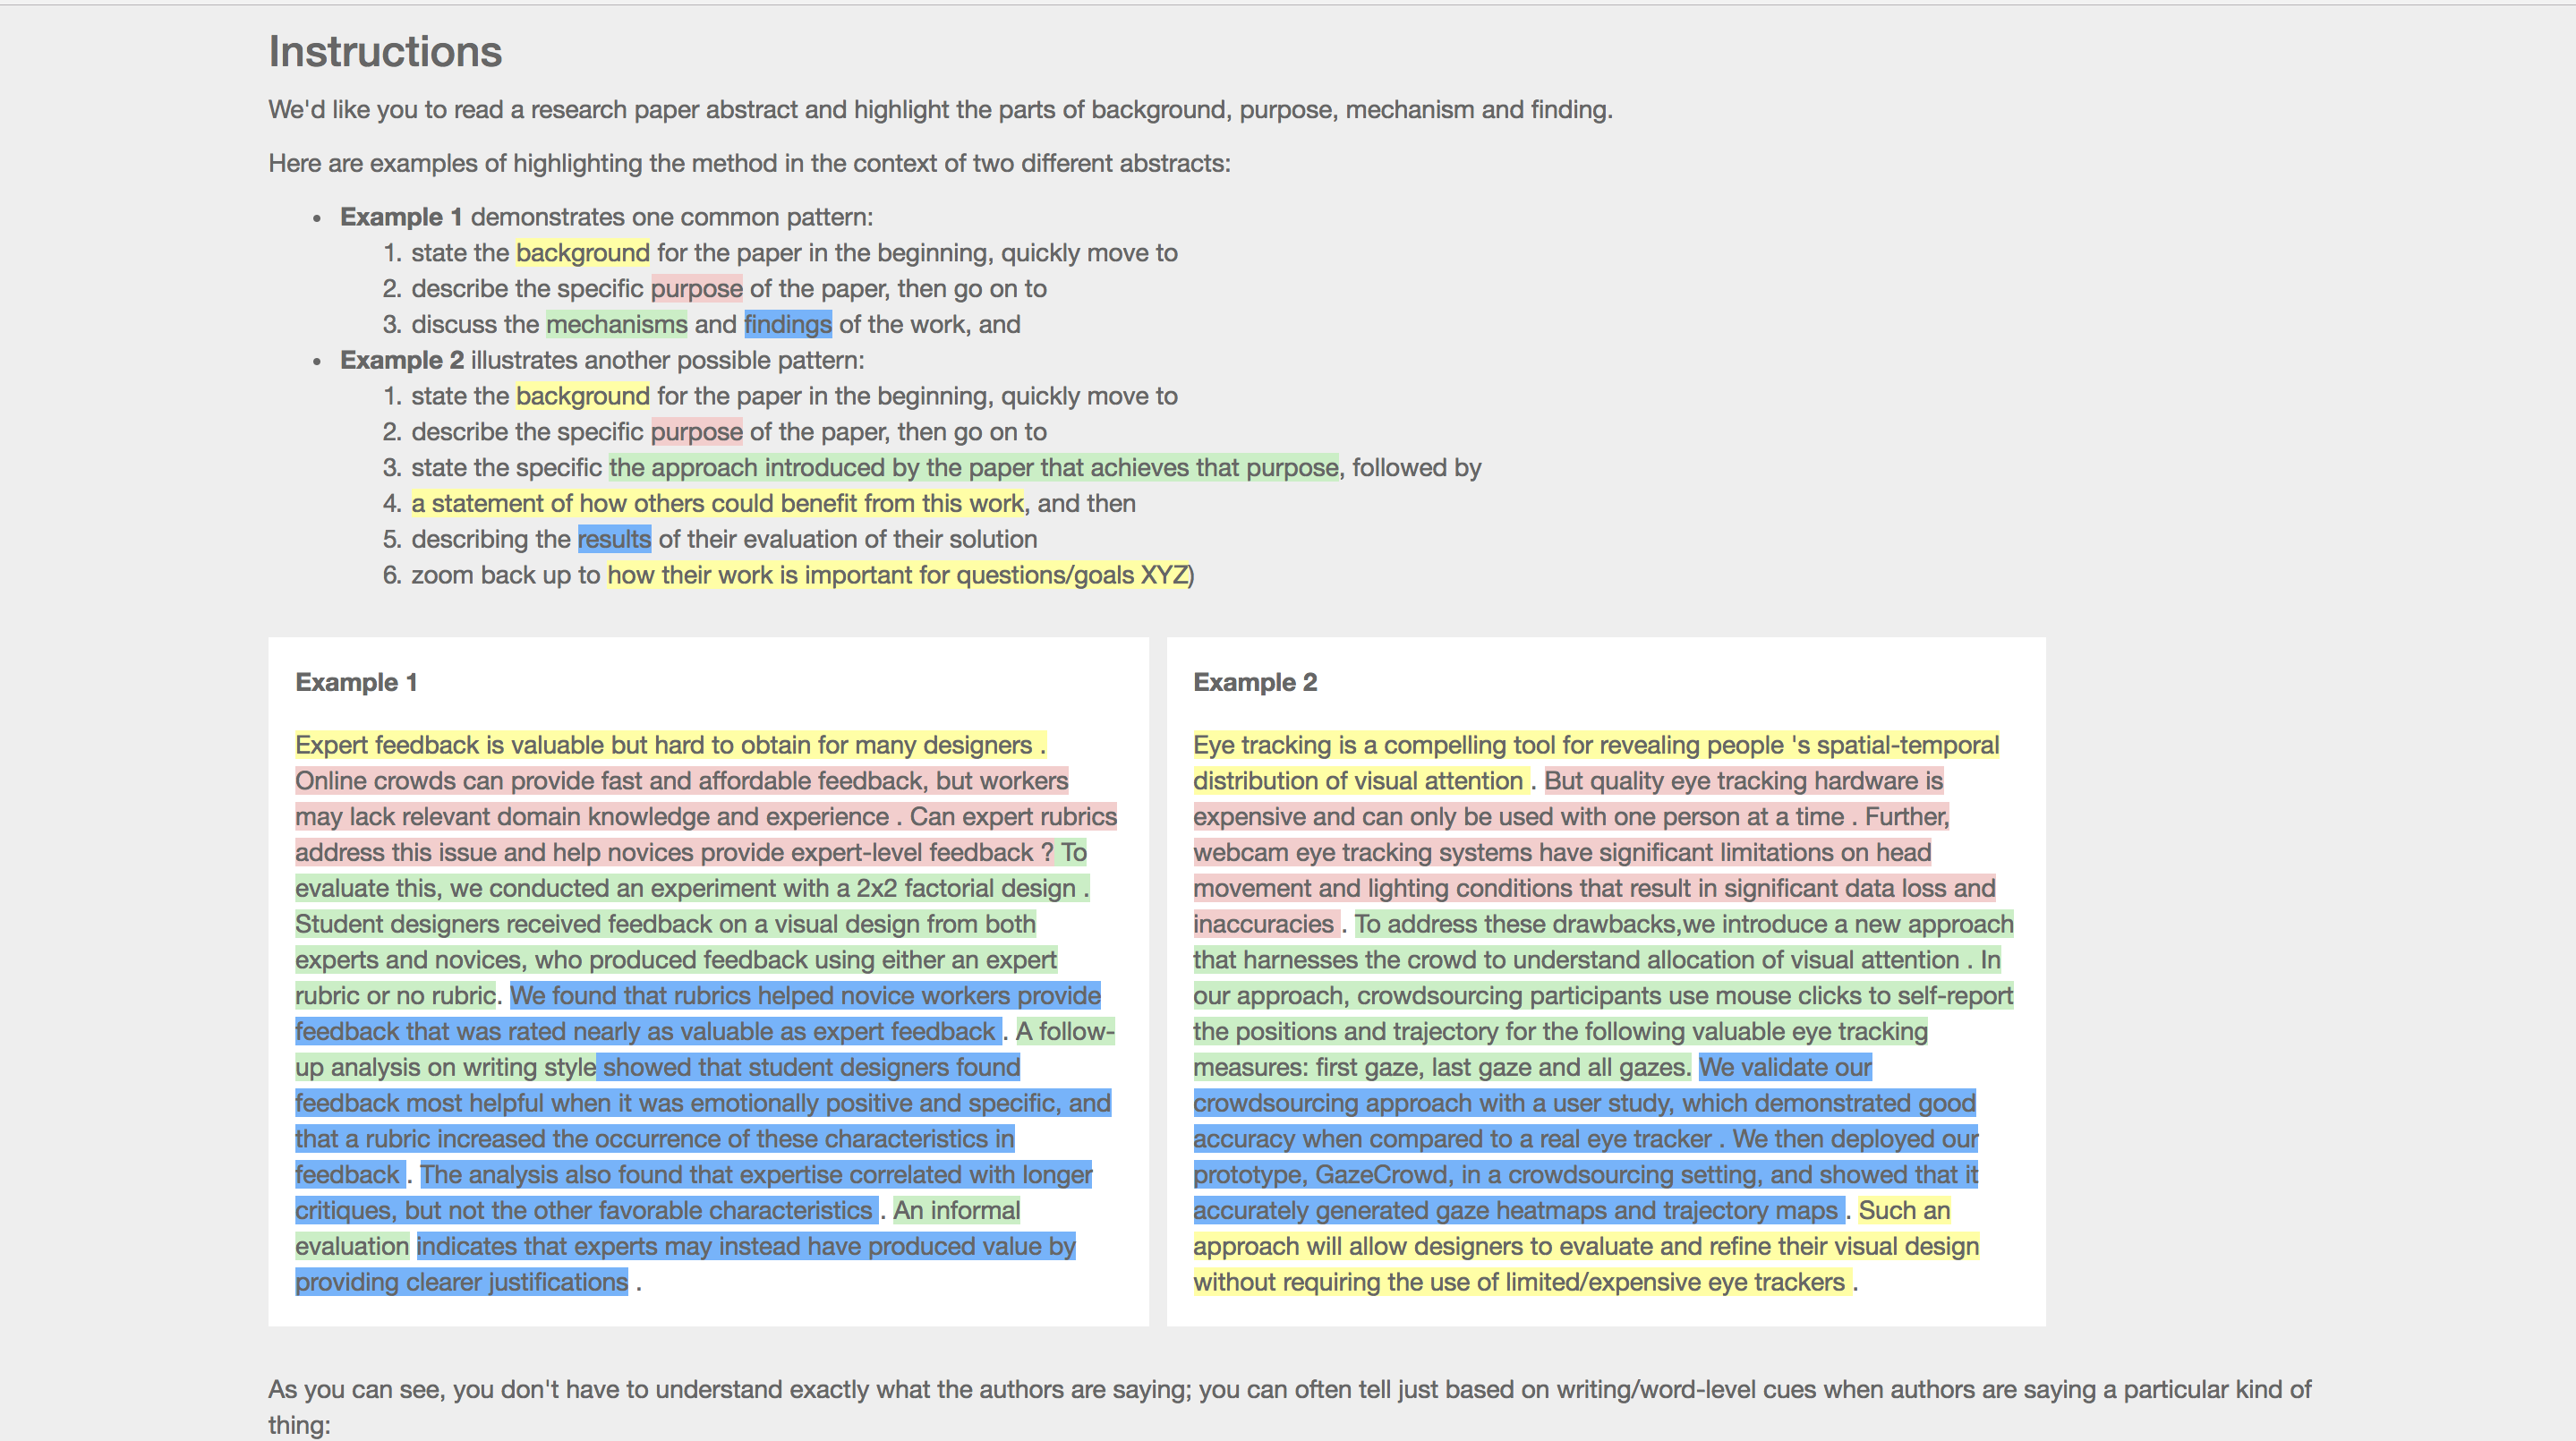 Instructions
We'd like you to read a research paper abstract and highlight the parts of background, purpose, mechanism and finding.
Here are examples of highlighting the method in the context of two different abstracts:
• Example 1 demonstrates one common pattern:
1. state the background for the paper in the beginning, quickly move to
2. describe the specific purpose of the paper, then go on to
3. discuss the mechanisms and findings of the work, and
• Example 2 illustrates another possible pattern:
1. state the background for the paper in the beginning, quickly move to
2. describe the specific purpose of the paper, then go on to
3. state the specific the approach introduced by the paper that achieves that purpose, followed by
4. a statement of how others could benefit from this work, and then
5. describing the results of their evaluation of their solution
6. zoom back up to how their work is important for questions/goals XYZ)
Example 1
Expert feedback is valuable but hard to obtain for many designers .
Online crowds can provide fast and affordable feedback, but workers
may lack relevant domain knowledge and experience . Can expert rubrics
address this issue and help novices provide expert-level feedback ? To
evaluate this, we conducted an experiment with a 2x2 factorial design .
Student designers received feedback on a visual design from both
experts and novices, who produced feedback using either an expert
rubric or no rubric. We found that rubrics helped novice workers provide
feedback that was rated nearly as valuable as expert feedback . A follow-
up analysis on writing style showed that student designers found
feedback most helpful when it was emotionally positive and specific, and
that a rubric increased the occurrence of these characteristics in
feedback . The analysis also found that expertise correlated with longer
critiques, but not the other favorable characteristics . An informal
evaluation indicates that experts may instead have produced value by
providing clearer justifications .
Example 2
Eye tracking is a compelling tool for revealing people 's spatial-temporal
distribution of visual attention . But quality eye tracking hardware is
expensive and can only be used with one person at a time . Further,
webcam eye tracking systems have significant limitations on head
movement and lighting conditions that result in significant data loss and
inaccuracies . To address these drawbacks,we introduce a new approach
that harnesses the crowd to understand allocation of visual attention . In
our approach, crowdsourcing participants use mouse clicks to self-report
the positions and trajectory for the following valuable eye tracking
measures: first gaze, last gaze and all gazes. We validate our
crowdsourcing approach with a user study, which demonstrated good
accuracy when compared to a real eye tracker . We then deployed our
prototype, GazeCrowd, in a crowdsourcing setting, and showed that it
accurately generated gaze heatmaps and trajectory maps . Such an
approach will allow designers to evaluate and refine their visual design
without requiring the use of limited/expensive eye trackers .
As you can see, you don't have to understand exactly what the authors are saying; you can often tell just based on writing/word-level cues when authors are saying a particular kind of
thing: